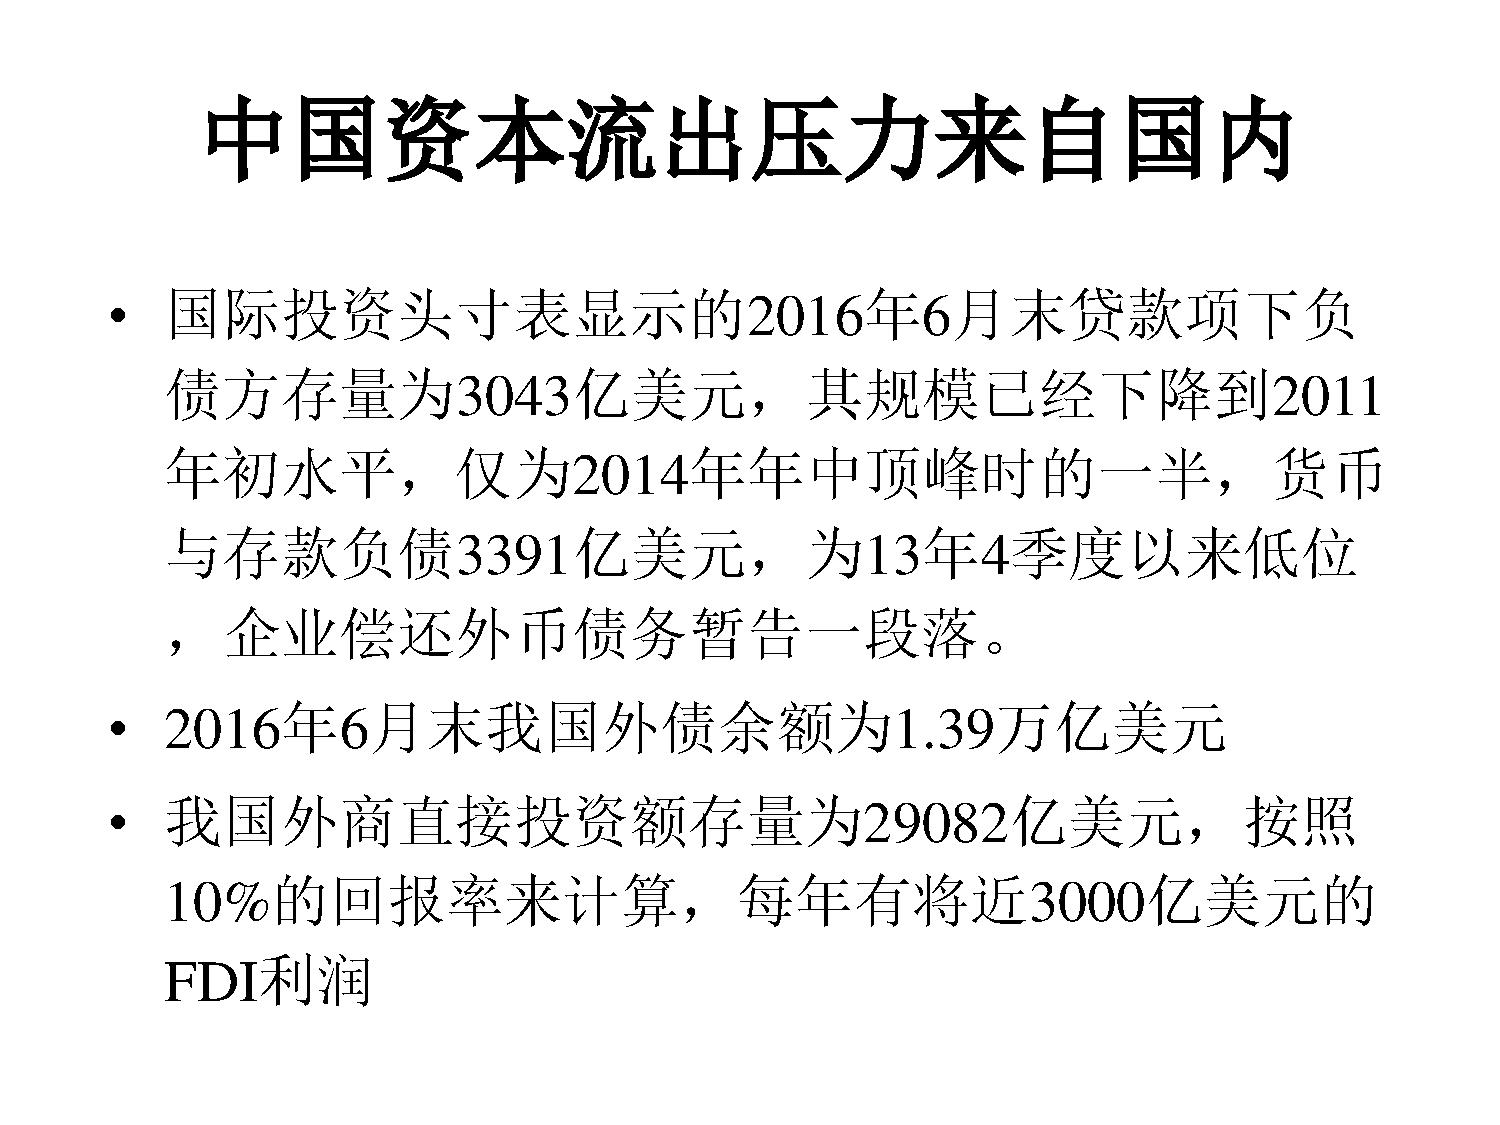 中国资本流出压力来自国内
• 国际投资头寸表显示的2016年6月末贷款项下负
债方存量为3043亿美元，其规模已经下降到2011
年初水平，仅为2014年年中顶峰时的一半，货币
与存款负债3391亿美元，为13年4季度以来低位
，企业偿还外币债务暂告一段落。
• 2016年6月末我国外债余额为1.39万亿美元
• 我国外商直接投资额存量为29082亿美元，按照
10%的回报率来计算，每年有将近3000亿美元的
FDI利润